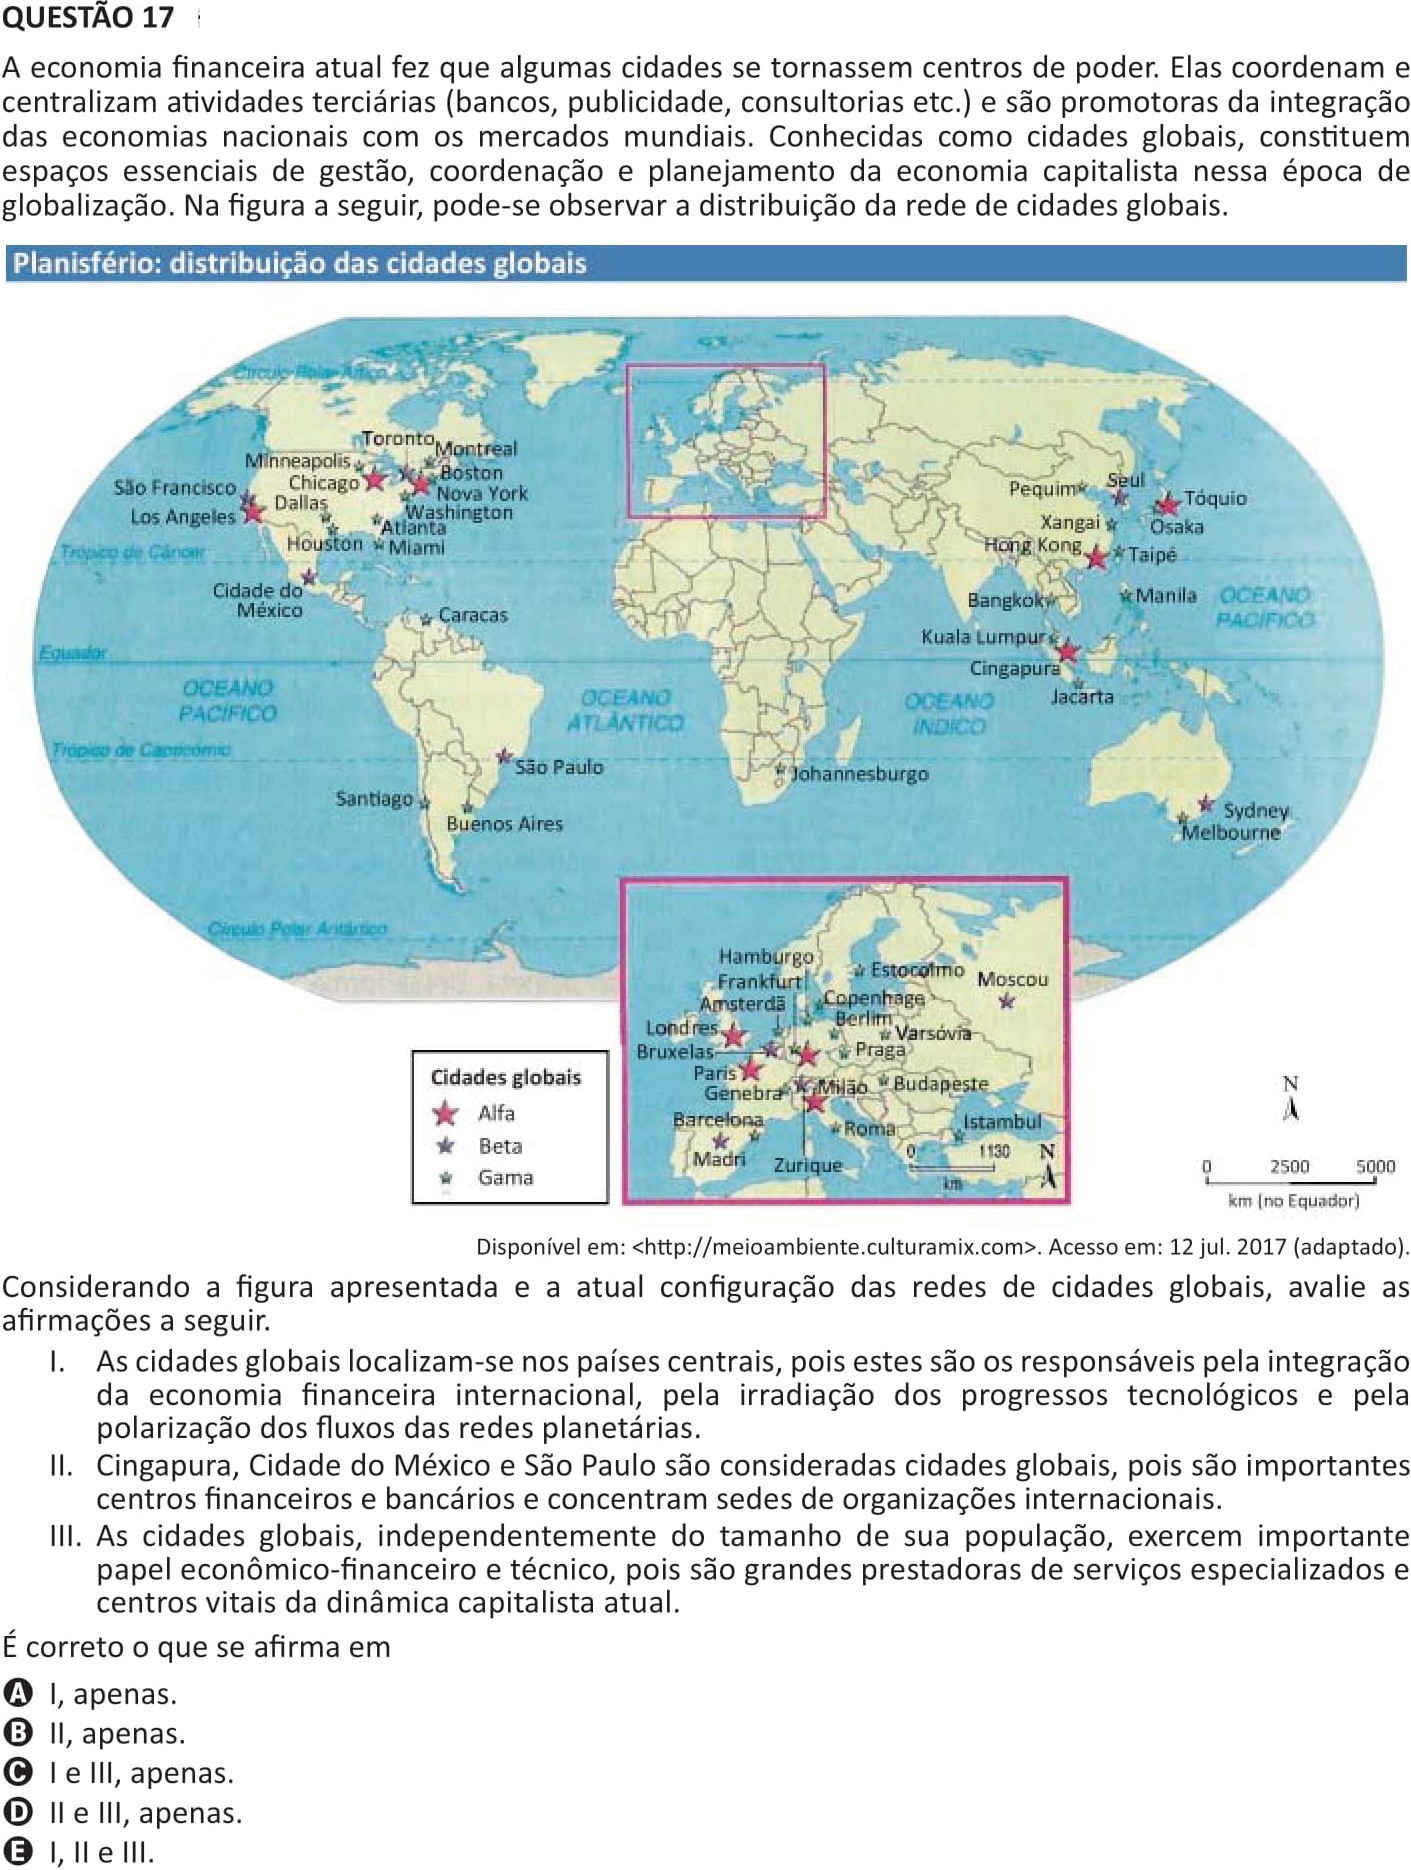 QUESTÃO 17
A economia financeira atual fez que algumas cidades se tornassem centros de poder. Elas coordenam e
centralizam atividades terciárias (bancos, publicidade, consultorias etc.) e são promotoras da integração
das economias nacionais com os mercados mundiais. Conhecidas como cidades globais, constituem
espaços essenciais de gestão, coordenação e planejamento da economia capitalista nessa época de
globalização. Na figura a seguir, pode-se observar a distribuição da rede de cidades globais.
Planisfério: distribuição das cidades globais
Círculo Polar Ártico
Toronto
Montreal
Minneapolis
Boston
Chicago
São Francisco
Nova York
Dallas
Washington
Los Angeles
Atlanta
Houston
Miami
Trópico de Câncer
Cidade do
México
Caracas
Equador
OCEANO
PACÍFICO
OCEANO
ATLÂNTICO
OCEANO
ÍNDICO
OCEANO
PACÍFICO
Pequim
Seul
Tóquio
Xangai
Osaka
Hong Kong
Taipé
Bangkok
Manila
Kuala Lumpur
Cingapura
Jacarta
Trópico de Capricórnio
São Paulo
Santiago
Buenos Aires
Johannesburgo
Sydney
Melbourne
Círculo Polar Antártico
Hamburgo
Estocolmo
Frankfurt
Moscou
Amsterdã
Copenhage
Berlim
Londres
Varsóvia
Bruxelas
Praga
Paris
Milão
Budapeste
Genebra
Barcelona
Roma
Istambul
Madri
Zurique
0 1130
km
N
Cidades globais
Alfa
Beta
Gama
N
0 2500 5000
km (no Equador)
Disponível em: <http://meioambiente.culturamix.com>. Acesso em: 12 jul. 2017 (adaptado).
Considerando a figura apresentada e a atual configuração das redes de cidades globais, avalie as
afirmações a seguir.
I. As cidades globais localizam-se nos países centrais, pois estes são os responsáveis pela integração
da economia financeira internacional, pela irradiação dos progressos tecnológicos e pela
polarização dos fluxos das redes planetárias.
II. Cingapura, Cidade do México e São Paulo são consideradas cidades globais, pois são importantes
centros financeiros e bancários e concentram sedes de organizações internacionais.
III. As cidades globais, independentemente do tamanho de sua população, exercem importante
papel econômico-financeiro e técnico, pois são grandes prestadoras de serviços especializados e
centros vitais da dinâmica capitalista atual.
É correto o que se afirma em
A I, apenas.
B II, apenas.
C I e III, apenas.
D II e III, apenas.
E I, II e III.